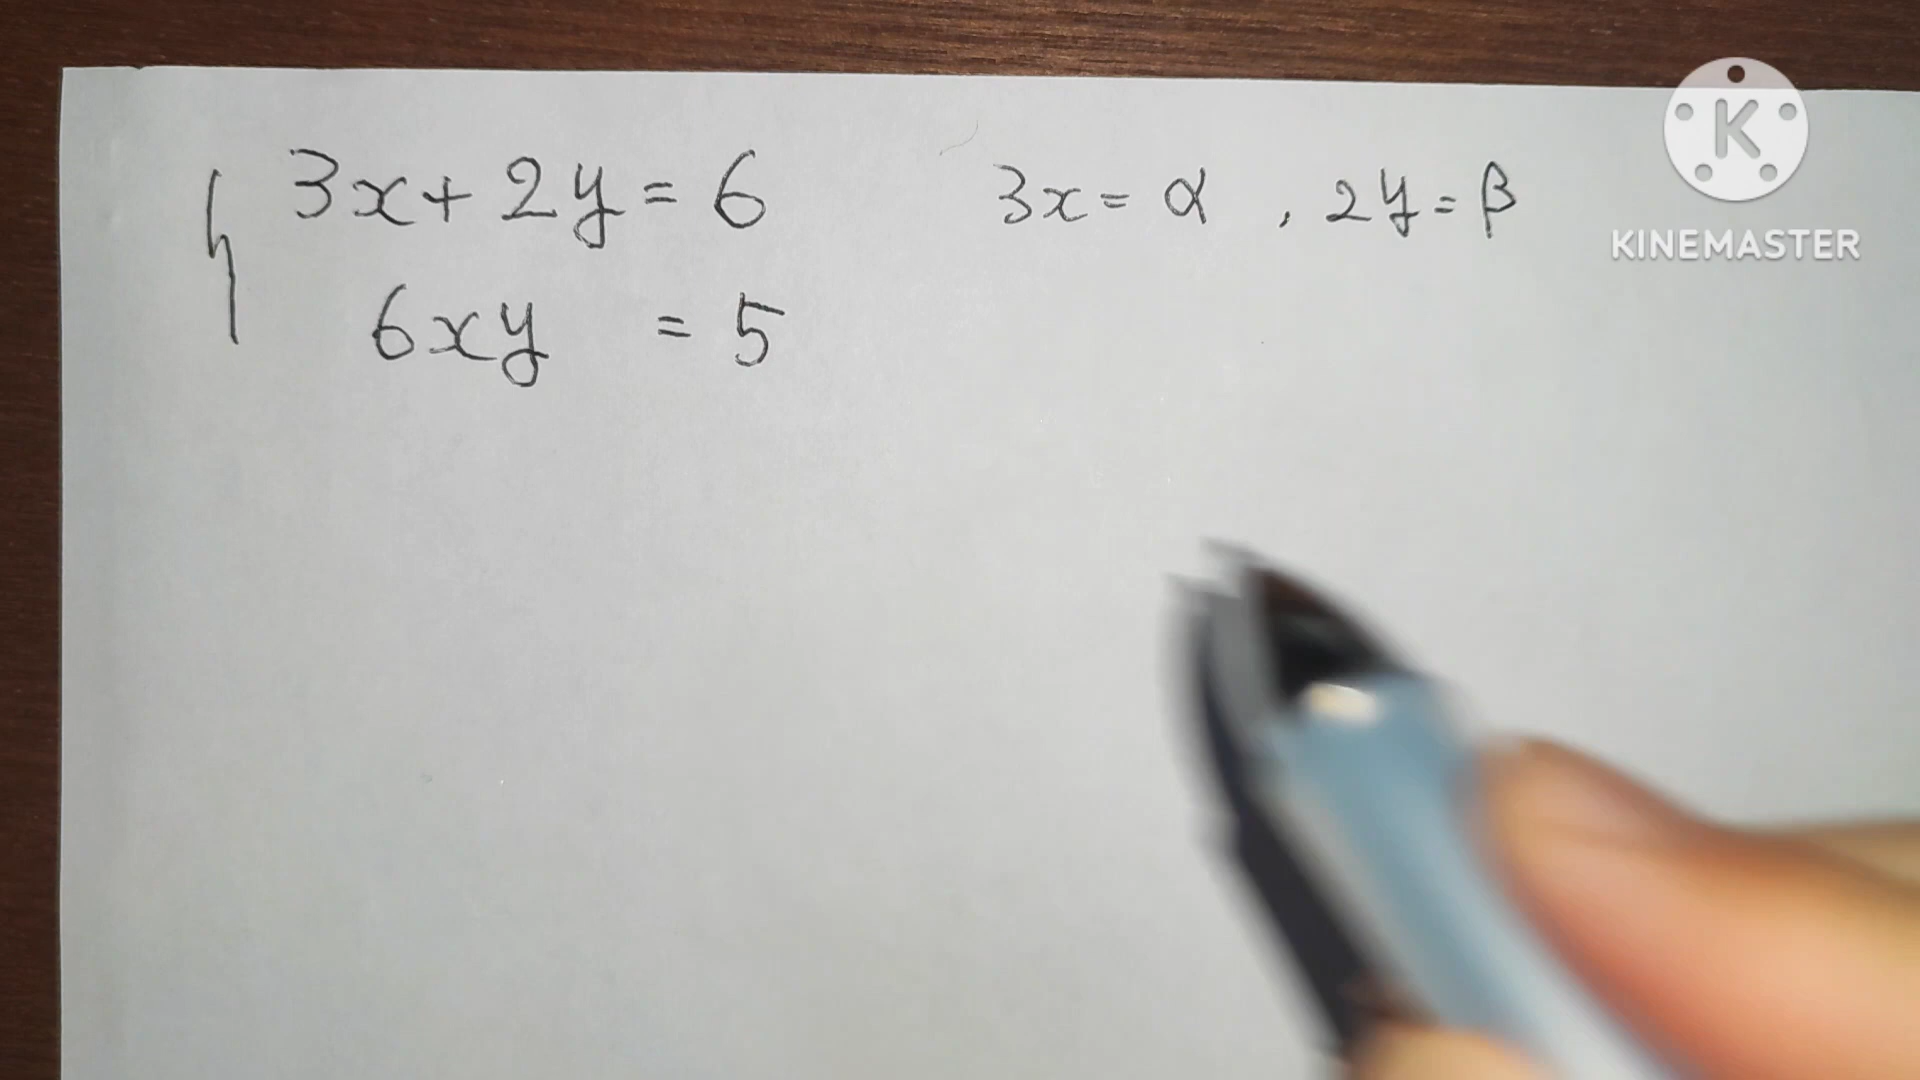 3x + 2y = 6
6xy = 5
3x = α , 2y = β
K
KINEMASTER